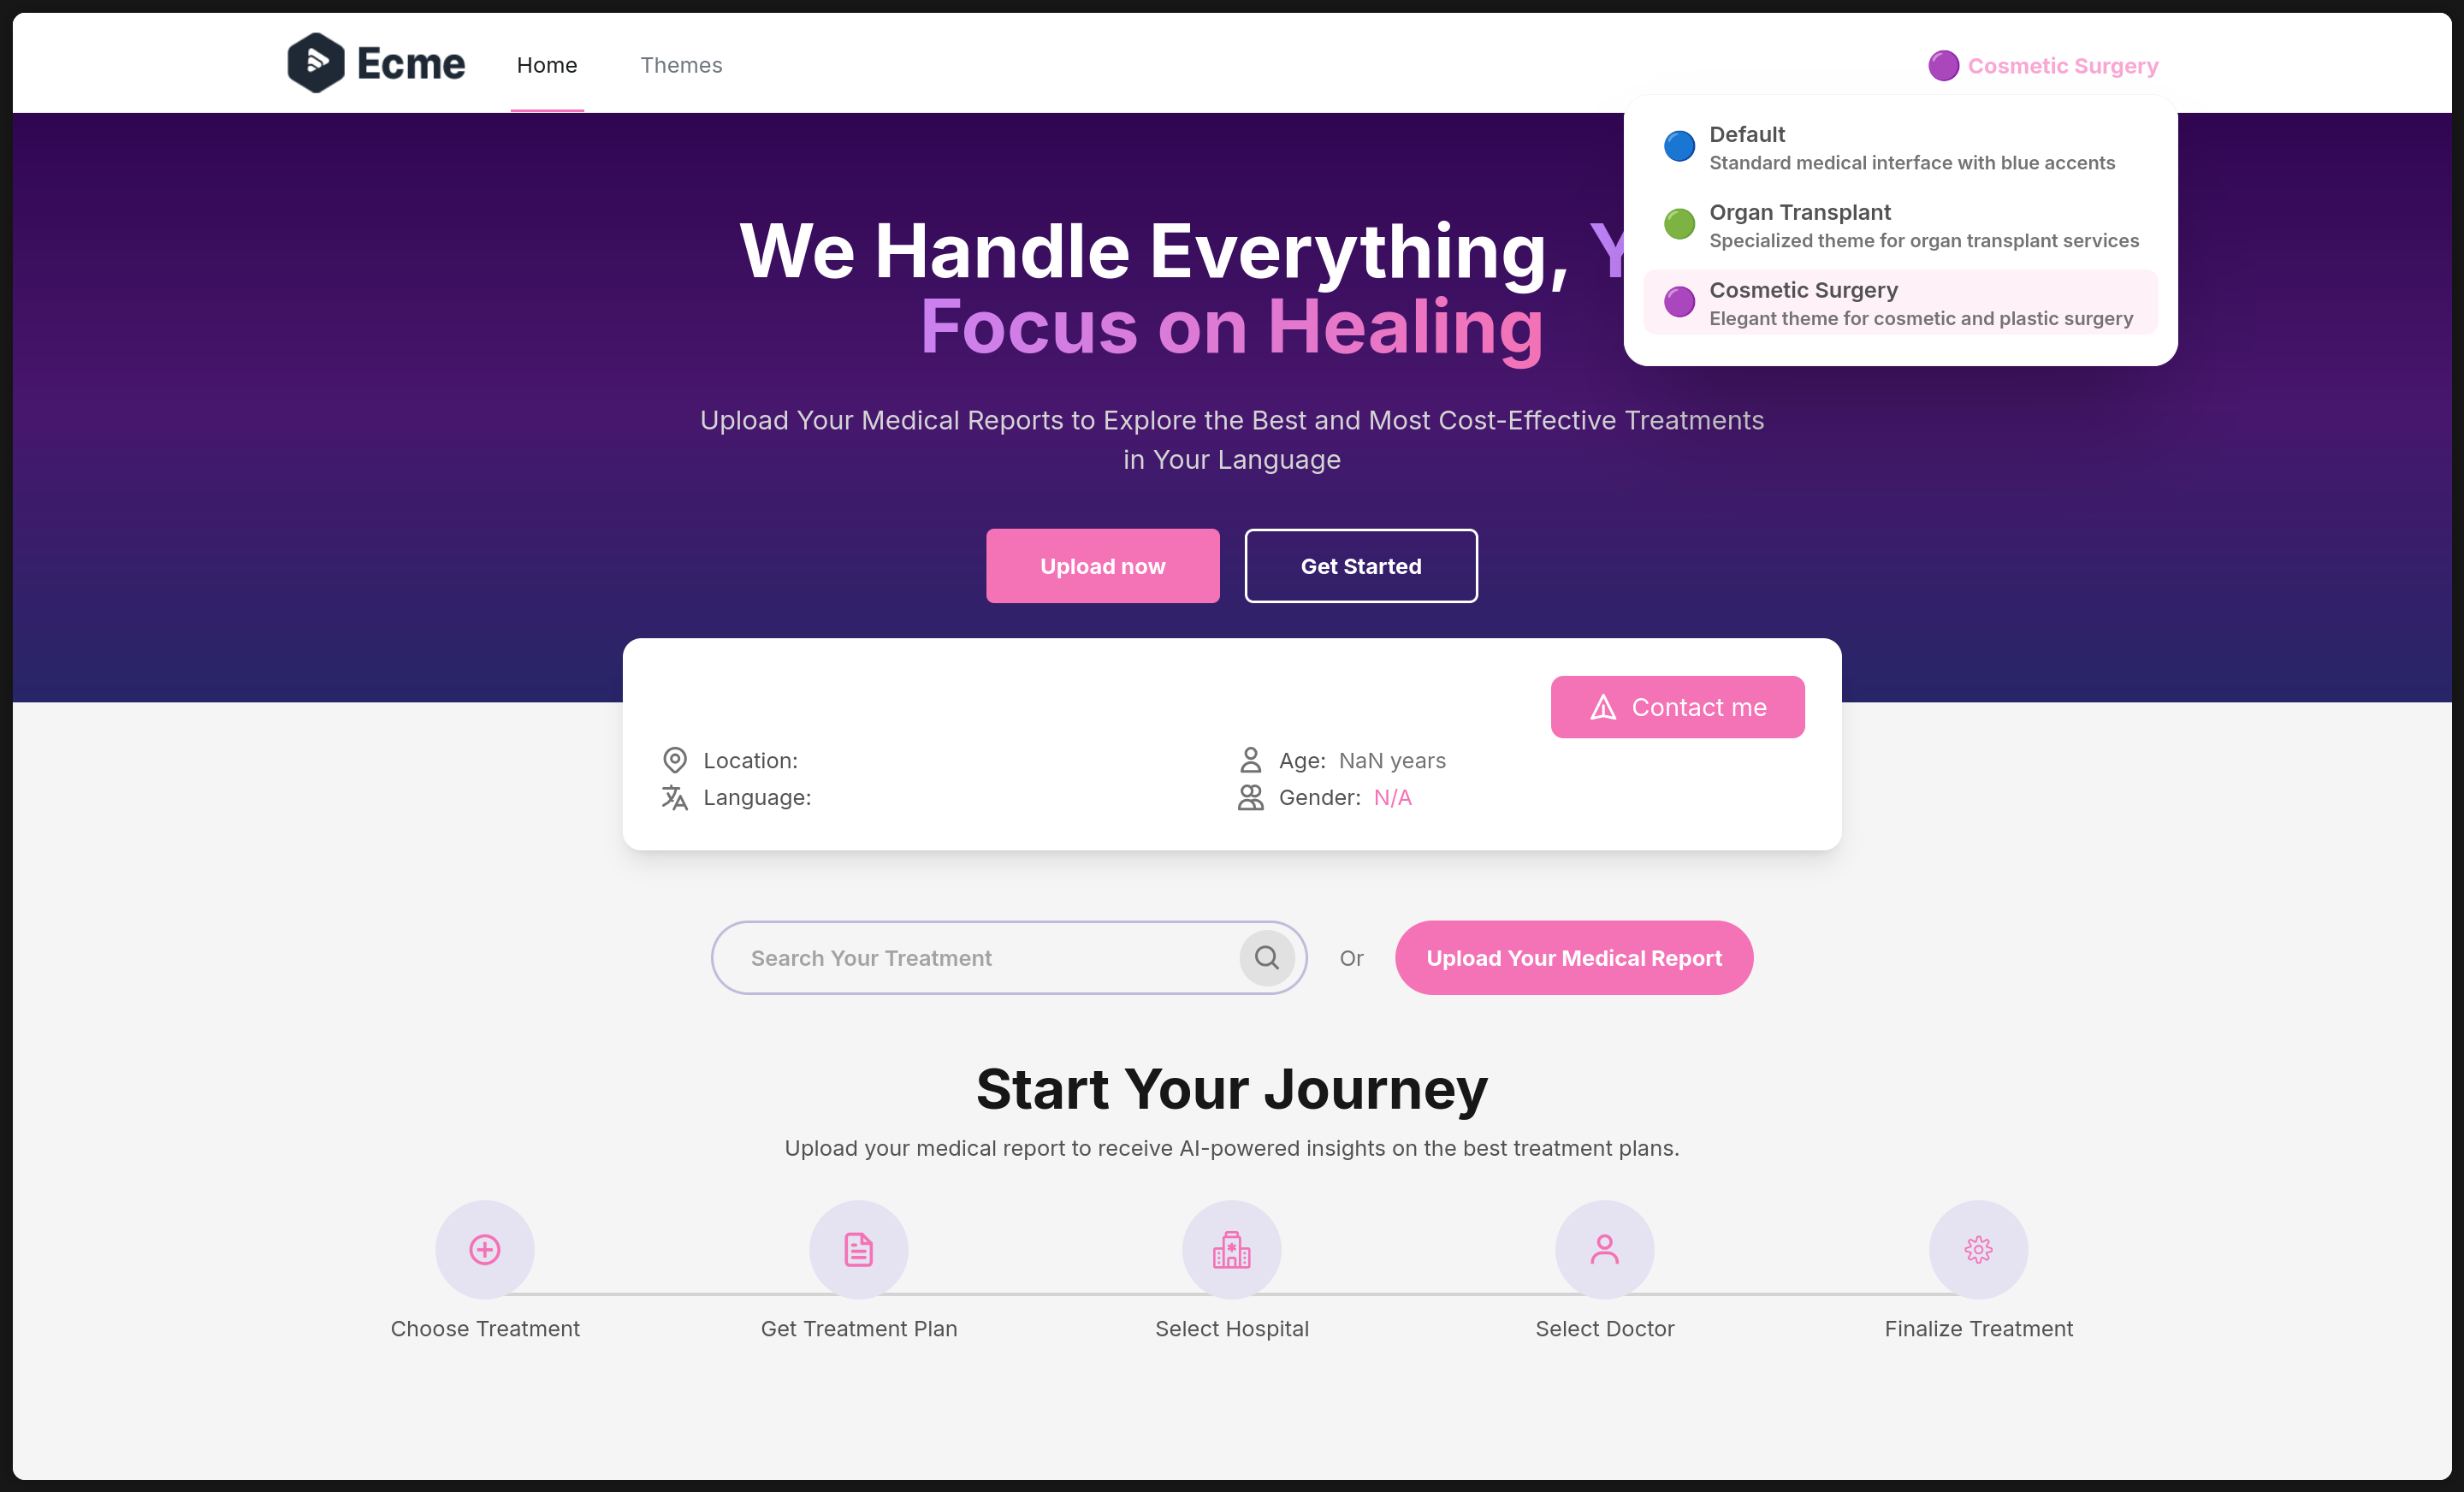 Ecme
Home
Themes
Cosmetic Surgery
Default
Standard medical interface with blue accents
Organ Transplant
Specialized theme for organ transplant services
Cosmetic Surgery
Elegant theme for cosmetic and plastic surgery
We Handle Everything,
Focus on Healing
Upload Your Medical Reports to Explore the Best and Most Cost-Effective Treatments
in Your Language
Upload now
Get Started
Contact me
Location:
Age: NaN years
Language:
Gender: N/A
Search Your Treatment
Or
Upload Your Medical Report
Start Your Journey
Upload your medical report to receive AI-powered insights on the best treatment plans.
Choose Treatment
Get Treatment Plan
Select Hospital
Select Doctor
Finalize Treatment